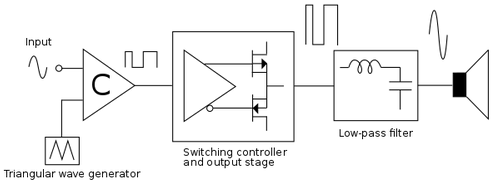 Input
C
Triangular wave generator
Switching controller
and output stage
Low-pass filter